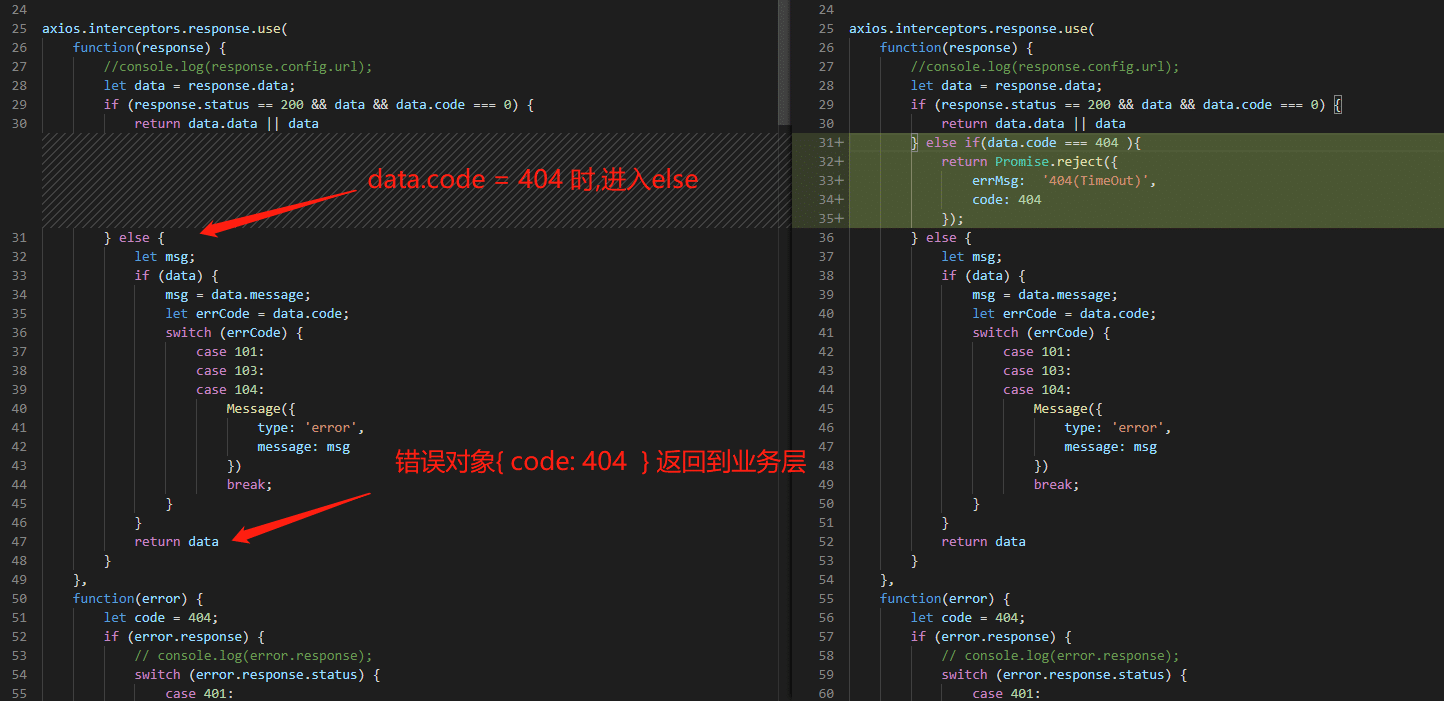 24
25 axios.interceptors.response.use(
26 function(response) {
27 //console.log(response.config.url);
28 let data = response.data;
29 if (response.status == 200 && data && data.code === 0) {
30 return data.data || data
data.code = 404 时,进入else
31 } else {
32 let msg;
33 if (data) {
34 msg = data.message;
35 let errCode = data.code;
36 switch (errCode) {
37 case 101:
38 case 103:
39 case 104:
40 Message({
41 type: 'error',
42 message: msg
错误对象{ code: 404 } 返回到业务层
43 })
44 break;
45 }
46 }
47 return data
48 }
49 },
50 function(error) {
51 let code = 404;
52 if (error.response) {
53 // console.log(error.response);
54 switch (error.response.status) {
55 case 401:
24
25 axios.interceptors.response.use(
26 function(response) {
27 //console.log(response.config.url);
28 let data = response.data;
29 if (response.status == 200 && data && data.code === 0) {
30 return data.data || data
31+ } else if(data.code === 404 ){
32+ return Promise.reject({
33+ errMsg: '404(TimeOut)',
34+ code: 404
35+ });
36 } else {
37 let msg;
38 if (data) {
39 msg = data.message;
40 let errCode = data.code;
41 switch (errCode) {
42 case 101:
43 case 103:
44 case 104:
45 Message({
46 type: 'error',
47 message: msg
48 })
49 break;
50 }
51 }
52 return data
53 }
54 },
55 function(error) {
56 let code = 404;
57 if (error.response) {
58 // console.log(error.response);
59 switch (error.response.status) {
60 case 401: